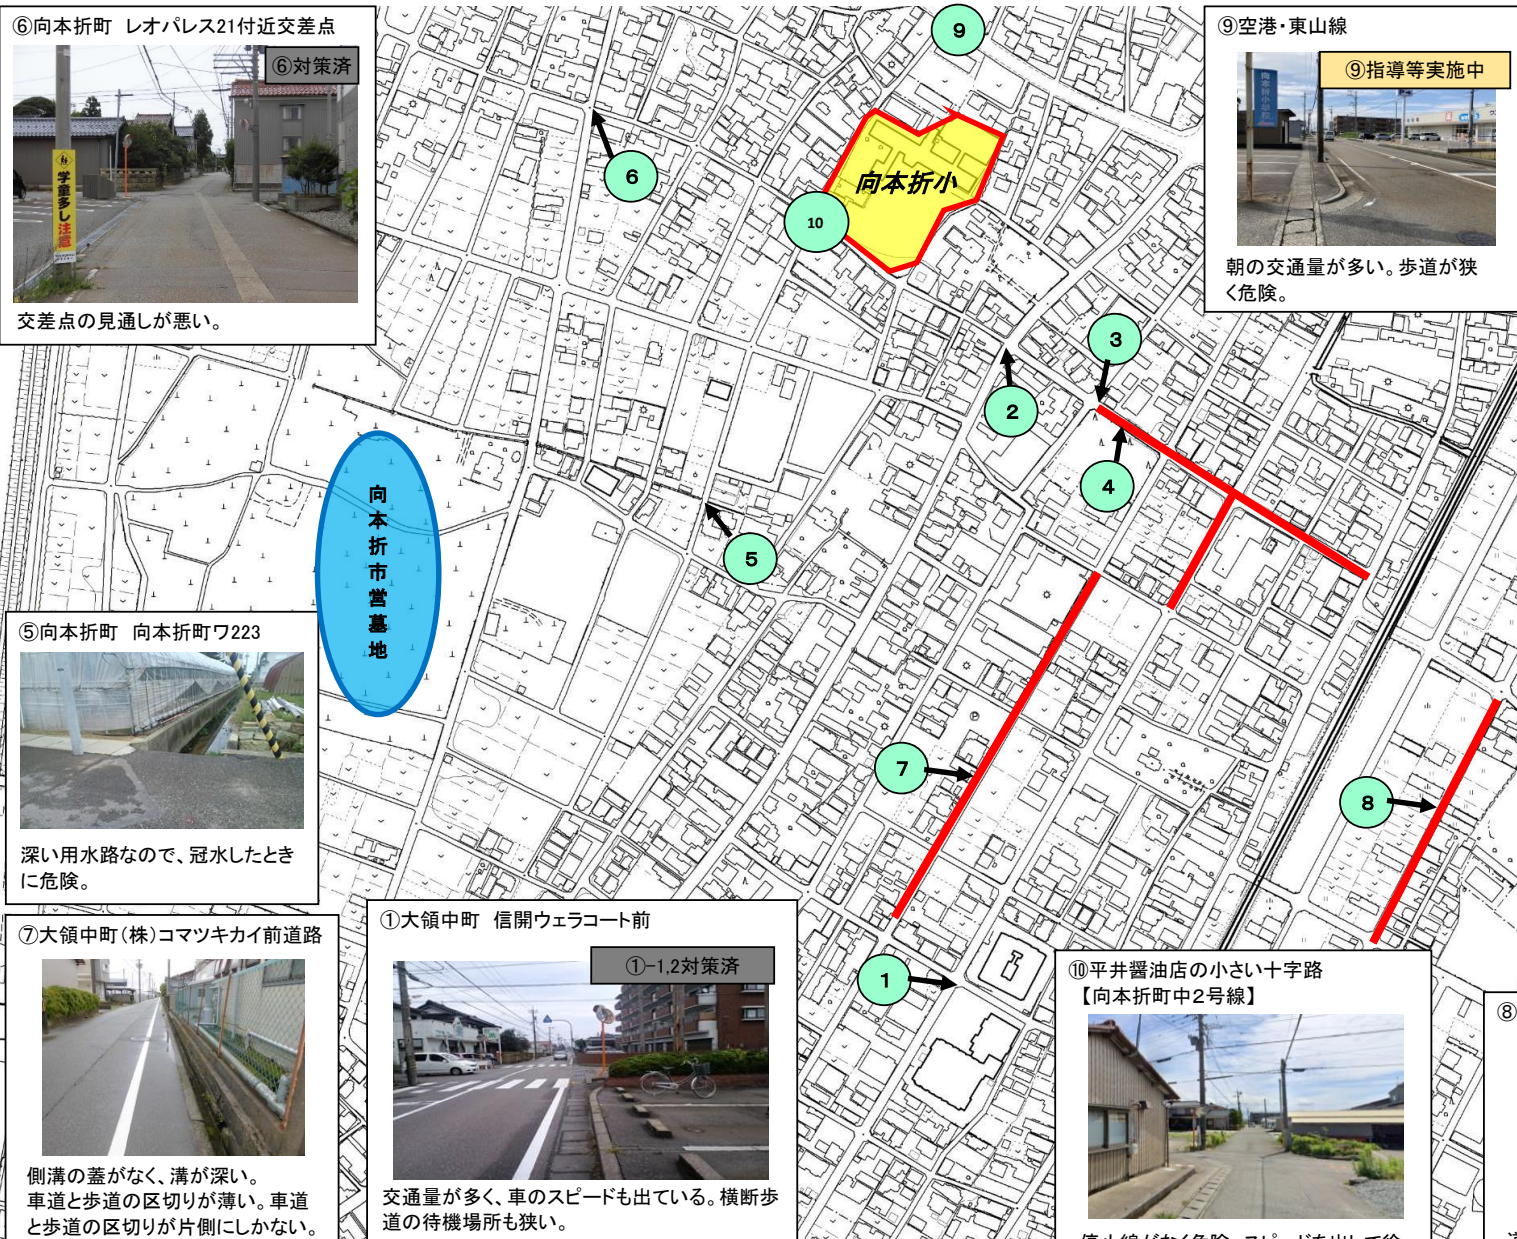 ⑥向本折町 レオパレス21付近交差点
⑥対策済
学童多し注意
交差点の見通しが悪い。
⑨空港・東山線
⑨指導等実施中
向本折小学校
朝の交通量が多い。歩道が狭
く危険。
9
6
向本折小
10
3
2
4
5
向本折市営墓地
⑤向本折町 向本折町ワ223
深い用水路なので、冠水したとき
に危険。
7
8
1
⑦大領中町(株)コマツキカイ前道路
側溝の蓋がなく、溝が深い。
車道と歩道の区切りが薄い。車道
と歩道の区切りが片側にしかない。
①大領中町 信開ウェラコート前
①-1,2対策済
交通量が多く、車のスピードも出ている。横断歩
道の待機場所も狭い。
⑩平井醤油店の小さい十字路
【向本折町中2号線】
⑧